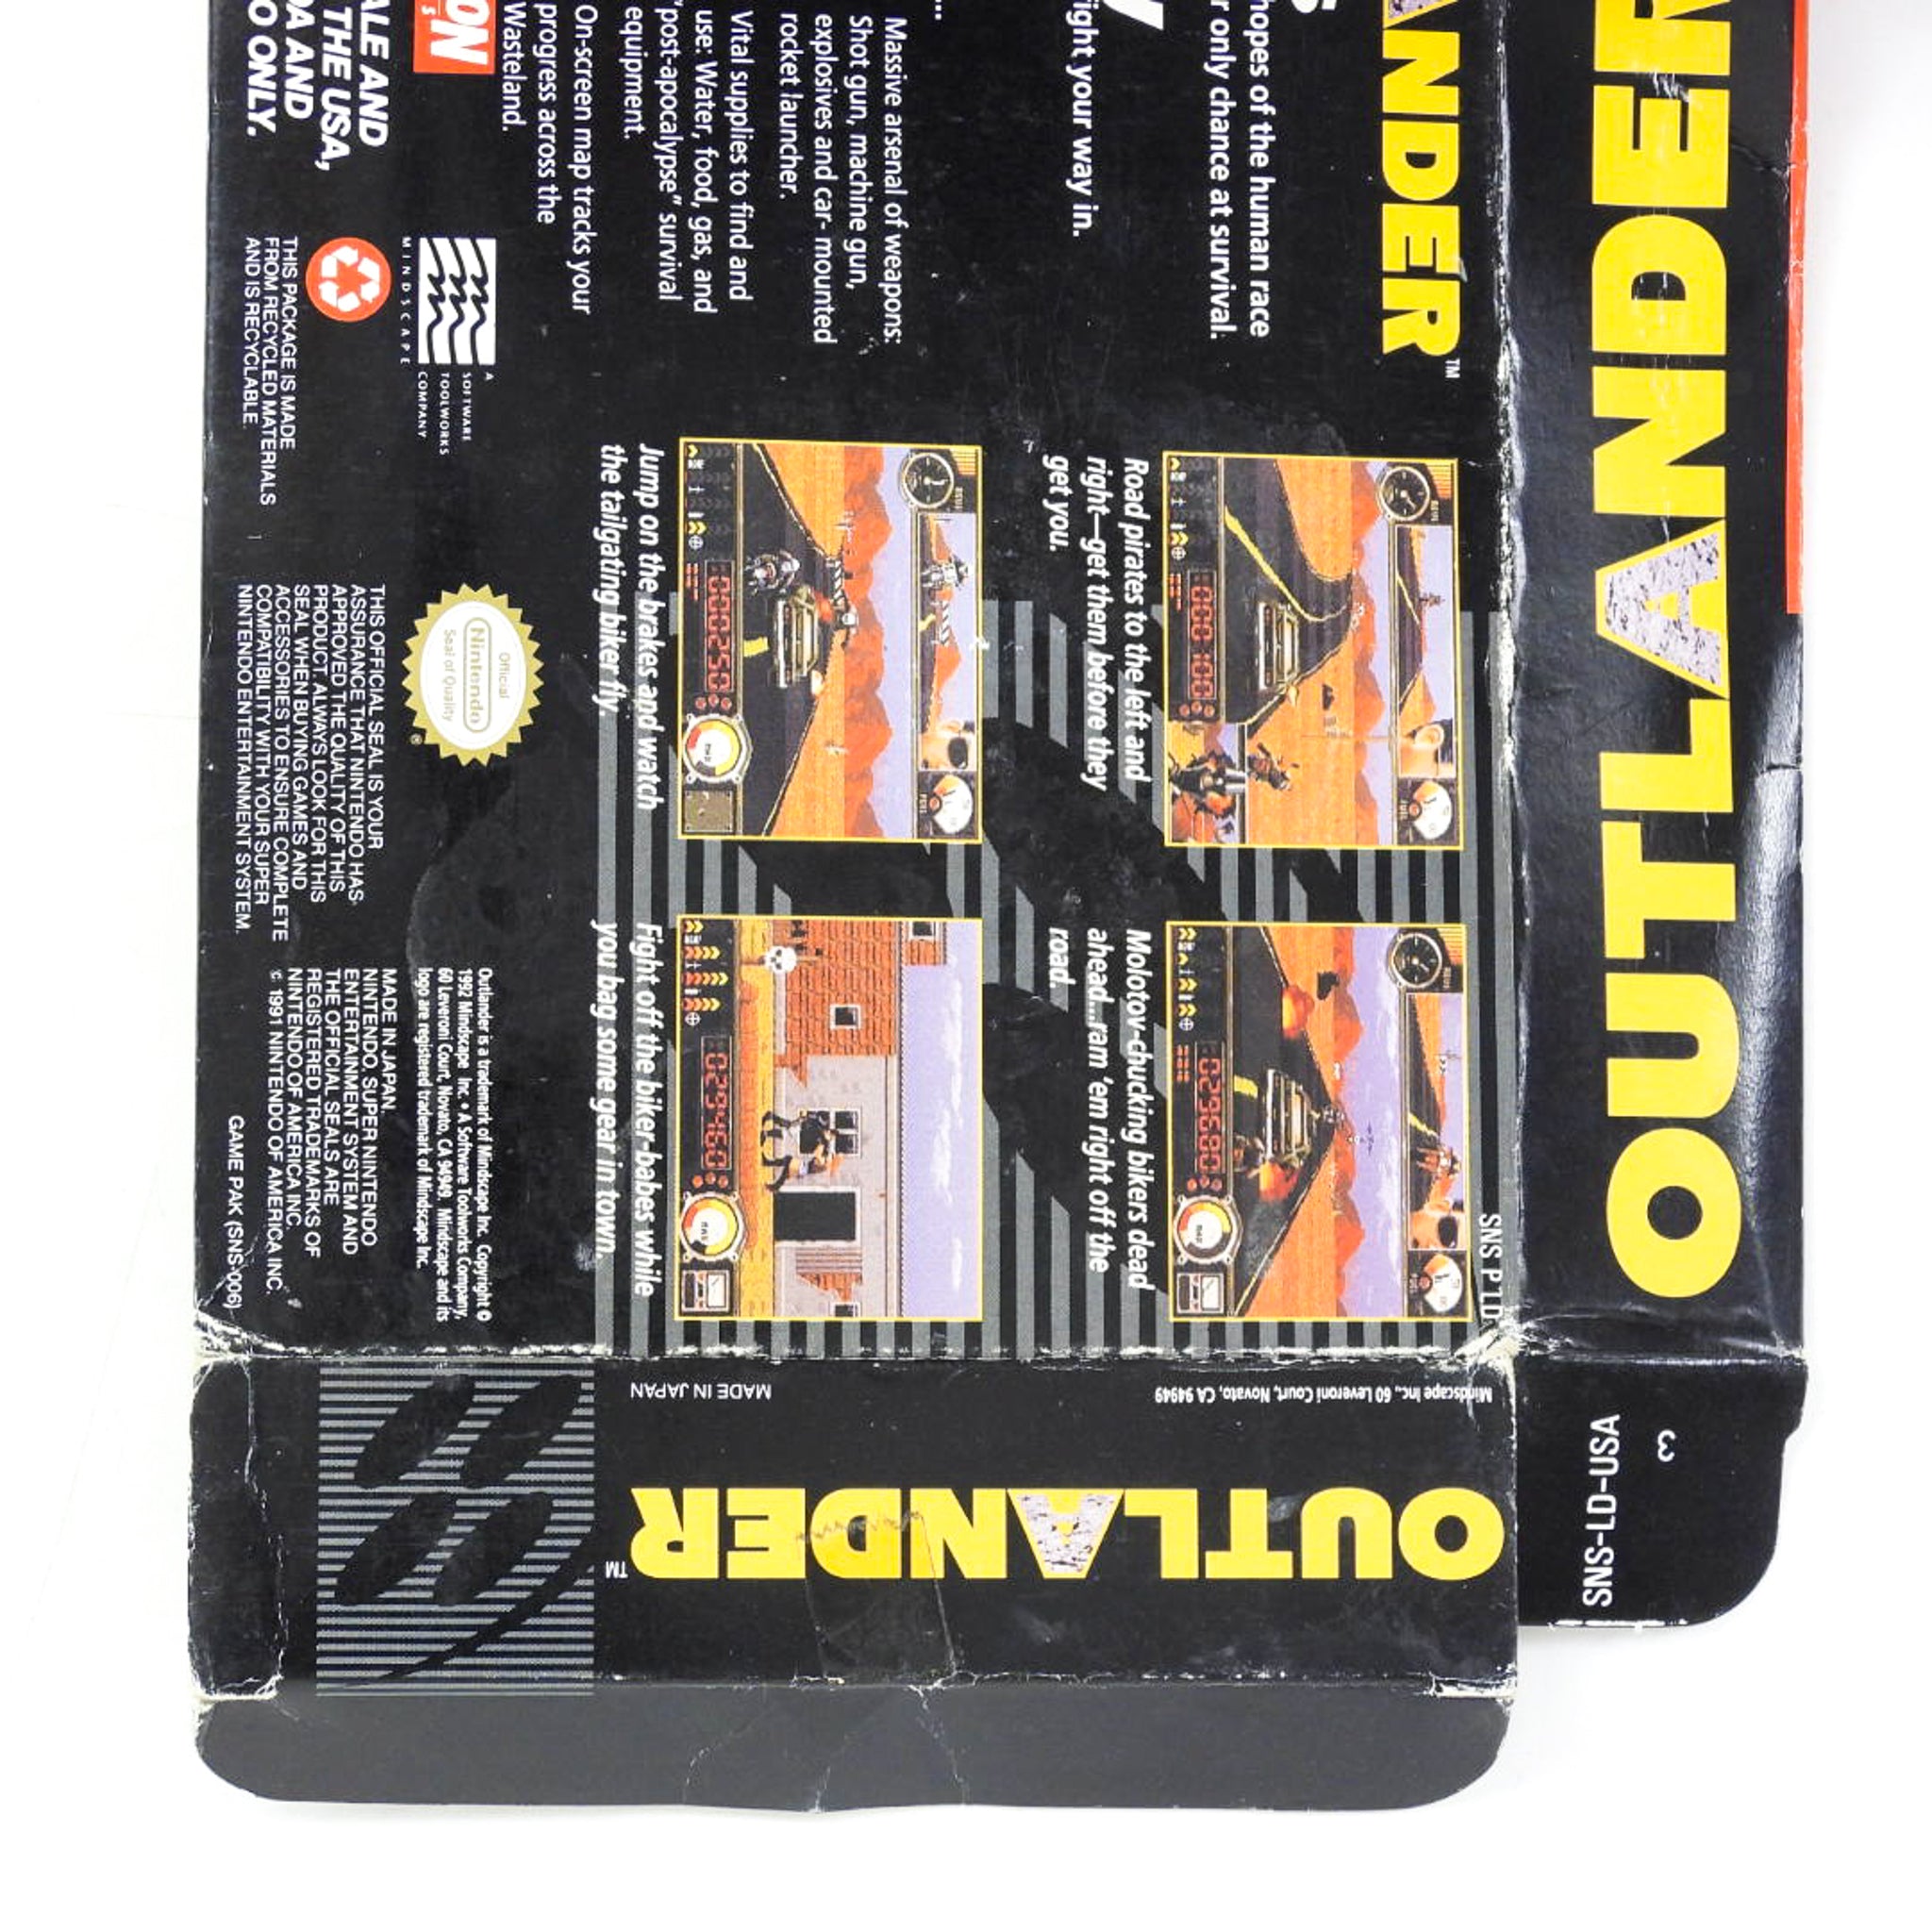 OUTLANDER
ANDER™
hopes of the human race
r only chance at survival.
ight your way in.
...
Massive arsenal of weapons:
Shot gun, machine gun,
explosives and car- mounted
rocket launcher.
Vital supplies to find and
use: Water, food, gas, and
"post-apocalypse" survival
equipment.
On-screen map tracks your
progress across the
Wasteland.
SNS P 1D
Road pirates to the left and
right—get them before they
get you.
Molotov-chucking bikers dead
ahead...ram 'em right off the
road.
Jump on the brakes and watch
the tailgating biker fly.
Fight off the biker-babes while
you bag some gear in town.
000 100
029680
000250
029460
ON
S
ALE AND
THE USA,
DA AND
O ONLY.
A
SOFTWARE
TOOLWORKS
COMPANY
MINDSCAPE
THIS PACKAGE IS MADE
FROM RECYCLED MATERIALS
AND IS RECYCLABLE.
Official
Nintendo
Seal of Quality
®
THIS OFFICIAL SEAL IS YOUR
ASSURANCE THAT NINTENDO HAS
APPROVED THE QUALITY OF THIS
PRODUCT. ALWAYS LOOK FOR THIS
SEAL WHEN BUYING GAMES AND
ACCESSORIES TO ENSURE COMPLETE
COMPATIBILITY WITH YOUR SUPER
NINTENDO ENTERTAINMENT SYSTEM.
Outlander is a trademark of Mindscape Inc. Copyright ©
1992 Mindscape Inc. • A Software Toolworks Company,
60 Leveroni Court, Novato, CA 94949. Mindscape and its
logo are registered trademark of Mindscape Inc.
MADE IN JAPAN.
NINTENDO, SUPER NINTENDO
ENTERTAINMENT SYSTEM AND
THE OFFICIAL SEALS ARE
REGISTERED TRADEMARKS OF
NINTENDO OF AMERICA INC.
© 1991 NINTENDO OF AMERICA INC.
GAME PAK (SNS-006)
Mindscape Inc., 60 Leveroni Court, Novato, CA 94949
MADE IN JAPAN
OUTLANDER™
3
SNS-LD-USA